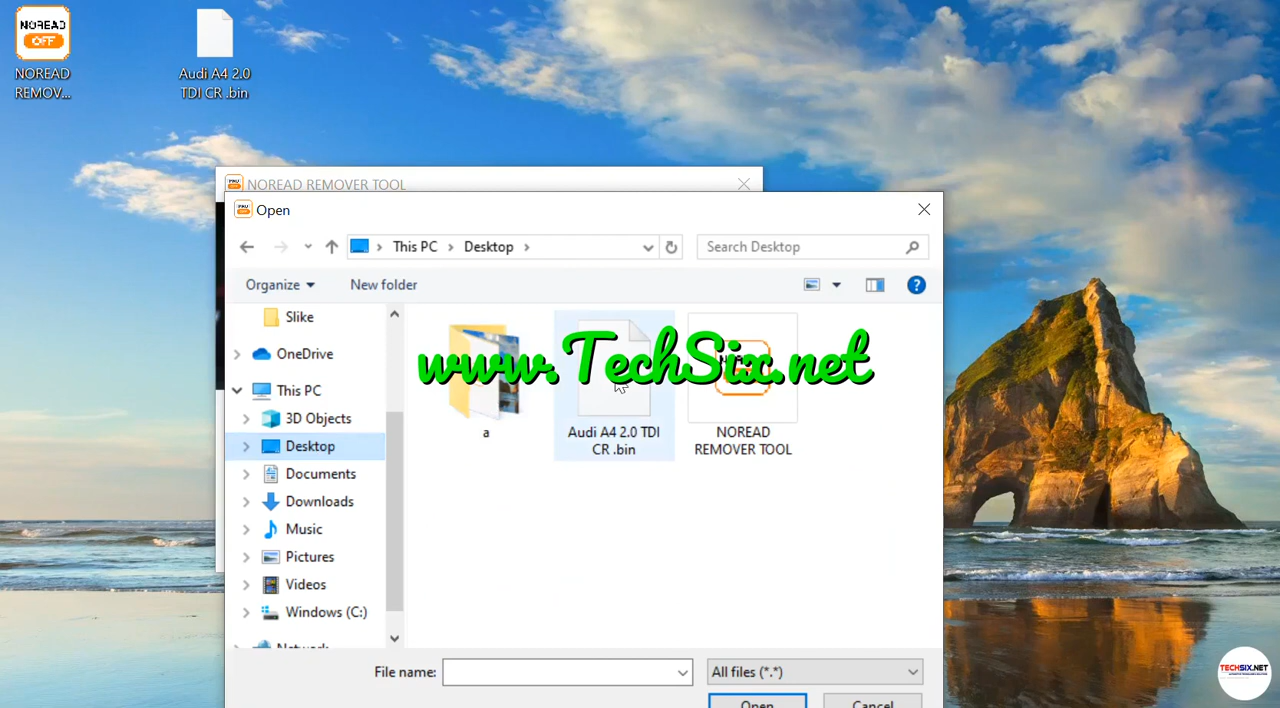 NOREAD
OFF
NOREAD
REMOV...
Audi A4 2.0
TDI CR .bin
NOREAD REMOVER TOOL
Open
This PC
Desktop
Search Desktop
Organize
New folder
Slike
OneDrive
This PC
3D Objects
Desktop
Documents
Downloads
Music
Pictures
Videos
Windows (C:)
Network
www.TechSix.net
a
Audi A4 2.0 TDI
CR .bin
NOREAD
REMOVER TOOL
File name:
All files (*.*)
Open
Cancel
TECHSIX.NET